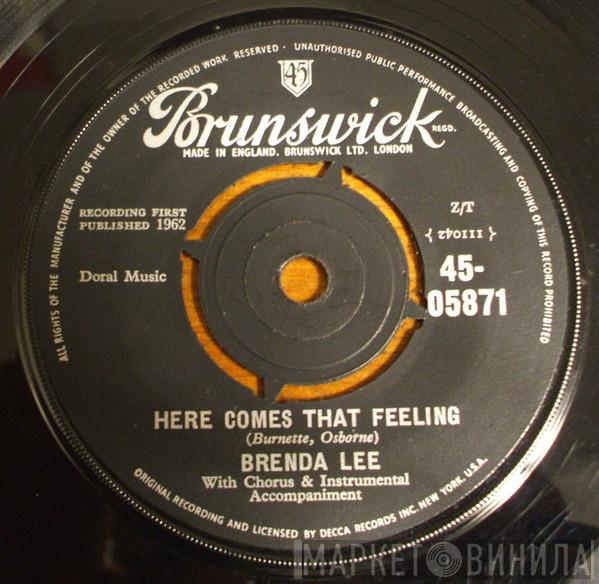 ALL RIGHTS OF THE MANUFACTURER AND OF THE OWNER OF THE RECORDED WORK RESERVED · UNAUTHORISED PUBLIC PERFORMANCE BROADCASTING AND COPYING OF THIS RECORD PROHIBITED
45
Brunswick REGD.
MADE IN ENGLAND. BRUNSWICK LTD. LONDON
RECORDING FIRST
PUBLISHED 1962
Doral Music
Z/T
{ 111042 }
45-
05871
HERE COMES THAT FEELING
(Burnette, Osborne)
BRENDA LEE
With Chorus & Instrumental
Accompaniment
ORIGINAL RECORDING AND LICENSED BY DECCA RECORDS INC. NEW YORK. U.S.A.
МАРКЕТ ВИНИЛА